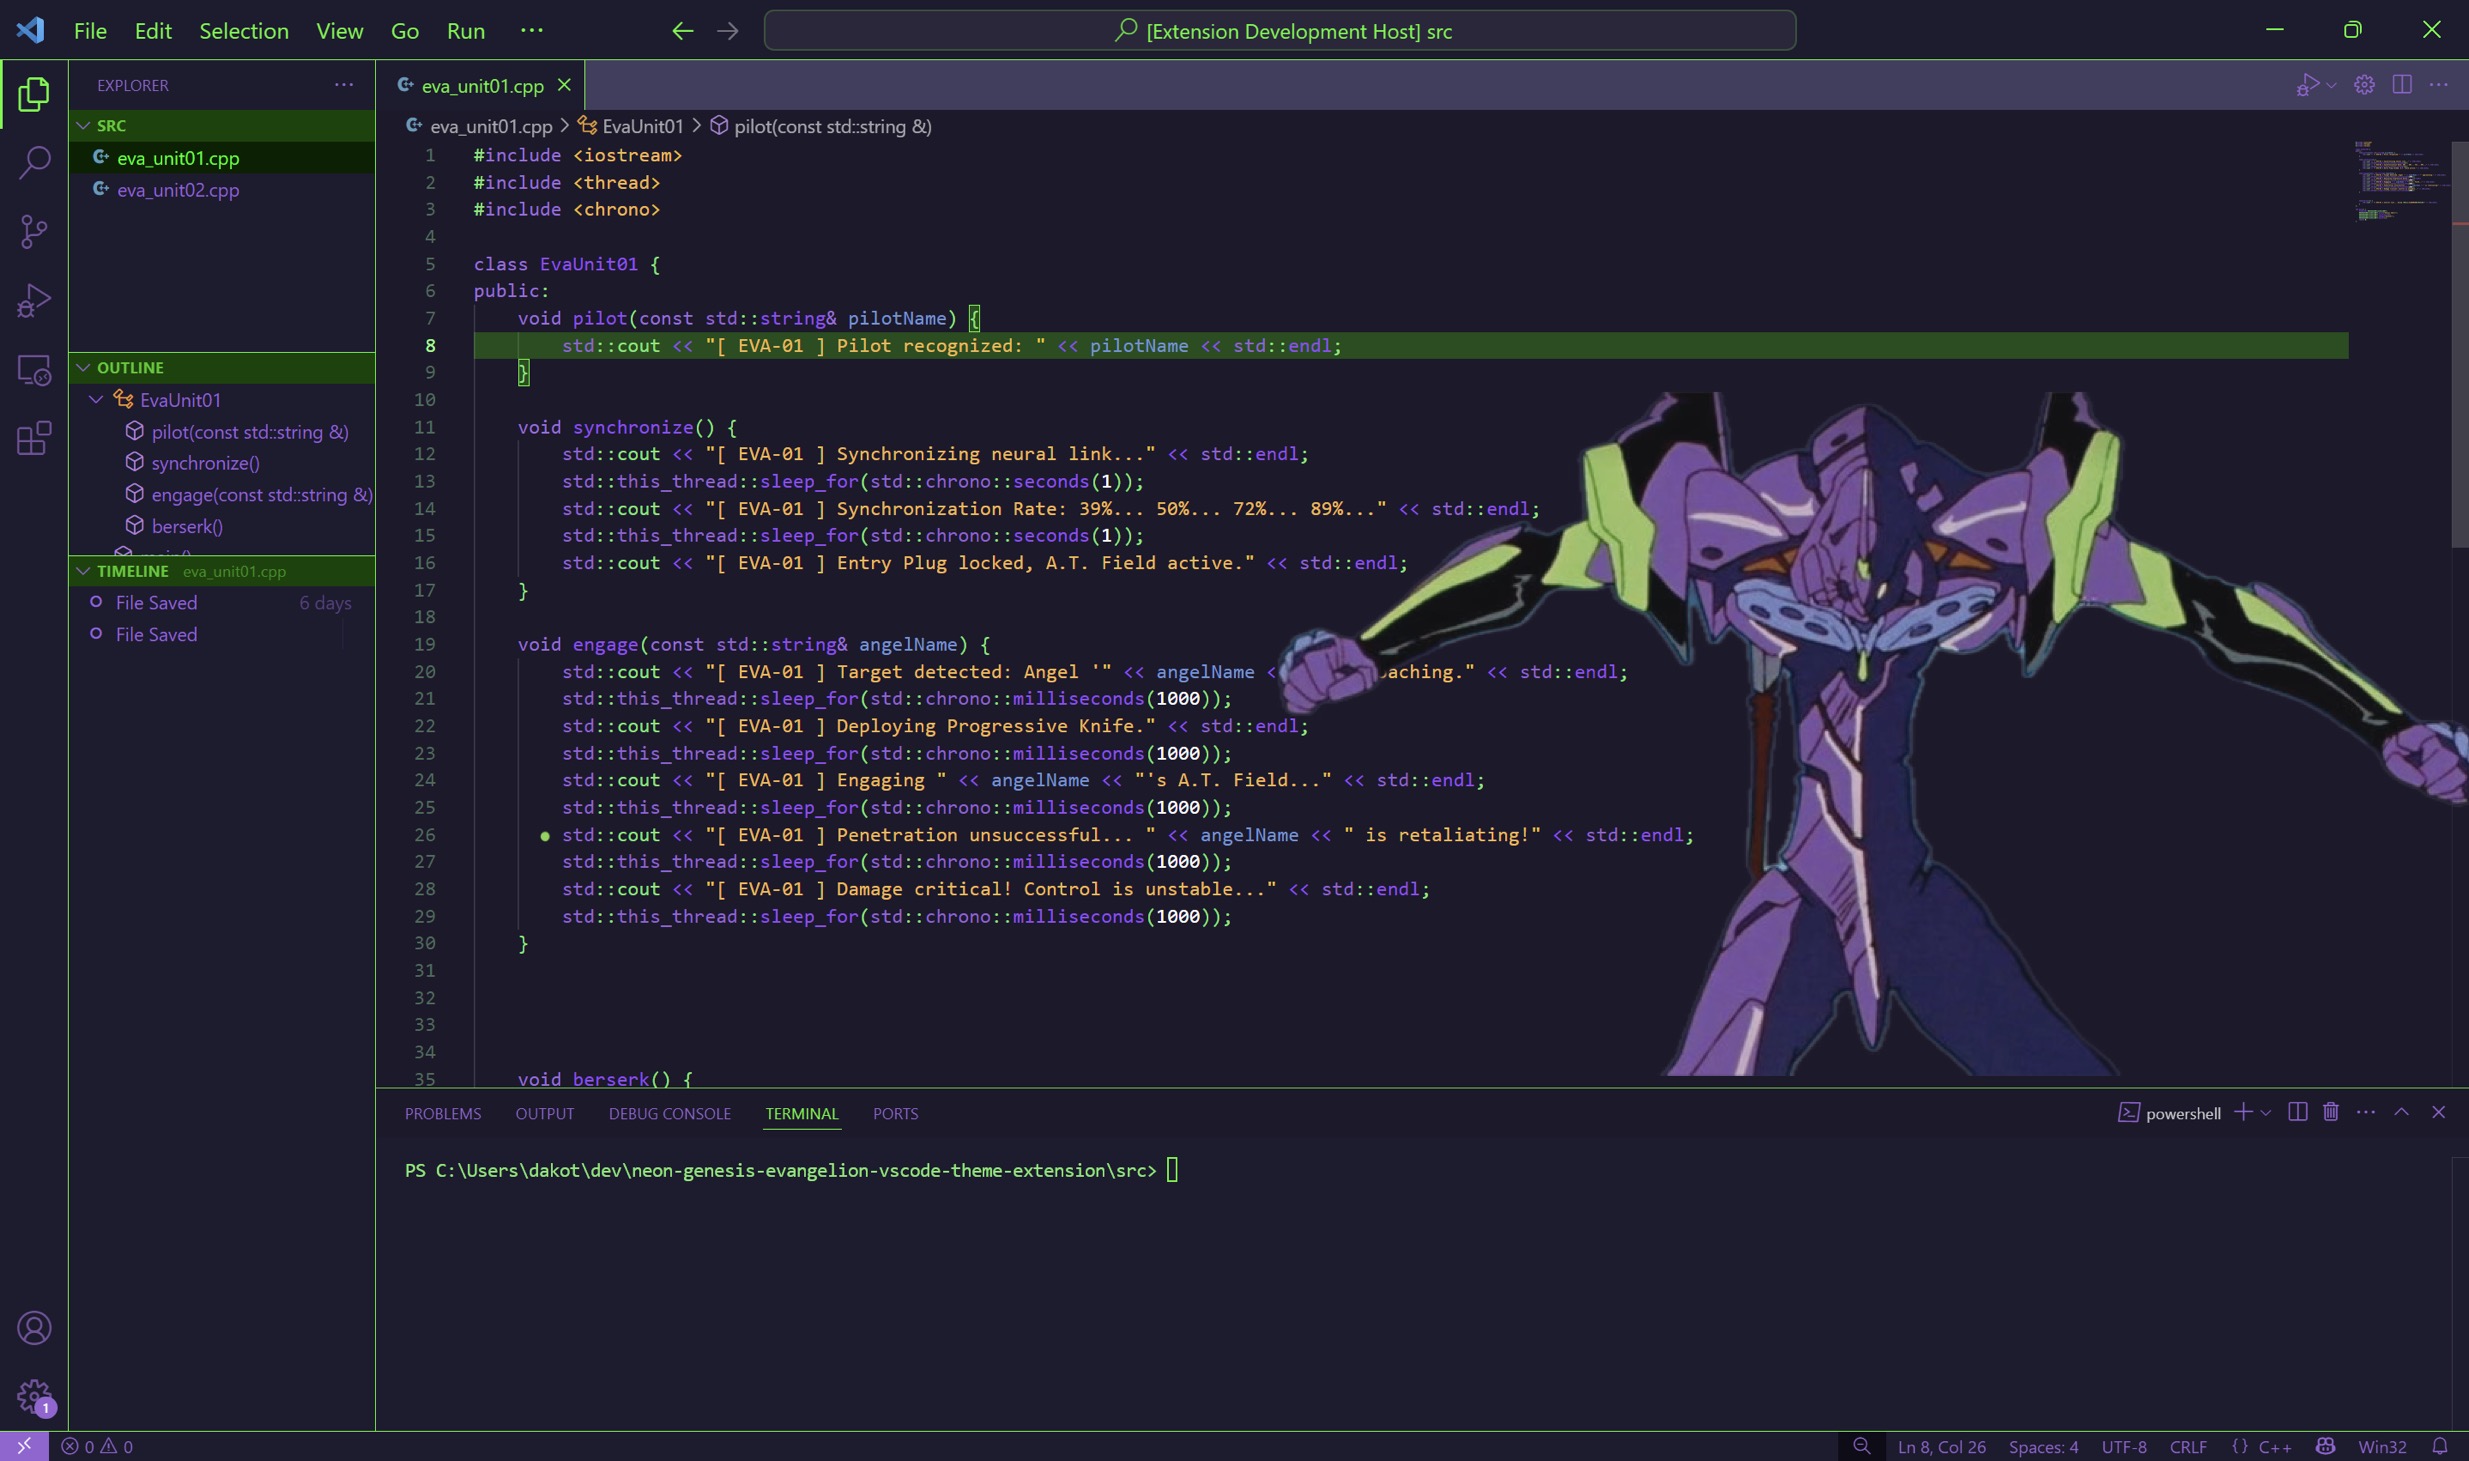 File Edit Selection View Go Run ···
[Extension Development Host] src
EXPLORER ···
SRC
eva_unit01.cpp
eva_unit02.cpp
OUTLINE
EvaUnit01
pilot(const std::string &)
synchronize()
engage(const std::string &)
berserk()
TIMELINE eva_unit01.cpp
File Saved 6 days
File Saved
eva_unit01.cpp
eva_unit01.cpp > EvaUnit01 > pilot(const std::string &)
1 #include <iostream>
2 #include <thread>
3 #include <chrono>
4
5 class EvaUnit01 {
6 public:
7 void pilot(const std::string& pilotName) {
8 std::cout << "[ EVA-01 ] Pilot recognized: " << pilotName << std::endl;
9 }
10
11 void synchronize() {
12 std::cout << "[ EVA-01 ] Synchronizing neural link..." << std::endl;
13 std::this_thread::sleep_for(std::chrono::seconds(1));
14 std::cout << "[ EVA-01 ] Synchronization Rate: 39%... 50%... 72%... 89%..." << std::endl;
15 std::this_thread::sleep_for(std::chrono::seconds(1));
16 std::cout << "[ EVA-01 ] Entry Plug locked, A.T. Field active." << std::endl;
17 }
18
19 void engage(const std::string& angelName) {
20 std::cout << "[ EVA-01 ] Target detected: Angel '" << angelName << std::endl;
21 std::this_thread::sleep_for(std::chrono::milliseconds(1000));
22 std::cout << "[ EVA-01 ] Deploying Progressive Knife." << std::endl;
23 std::this_thread::sleep_for(std::chrono::milliseconds(1000));
24 std::cout << "[ EVA-01 ] Engaging " << angelName << "'s A.T. Field..." << std::endl;
25 std::this_thread::sleep_for(std::chrono::milliseconds(1000));
26 std::cout << "[ EVA-01 ] Penetration unsuccessful... " << angelName << " is retaliating!" << std::endl;
27 std::this_thread::sleep_for(std::chrono::milliseconds(1000));
28 std::cout << "[ EVA-01 ] Damage critical! Control is unstable..." << std::endl;
29 std::this_thread::sleep_for(std::chrono::milliseconds(1000));
30 }
31
32
33
34
35 void berserk() {
PROBLEMS OUTPUT DEBUG CONSOLE TERMINAL PORTS
powershell
PS C:\Users\dakot\dev\neon-genesis-evangelion-vscode-theme-extension\src>
1
0 0
Ln 8, Col 26 Spaces: 4 UTF-8 CRLF {} C++ Win32